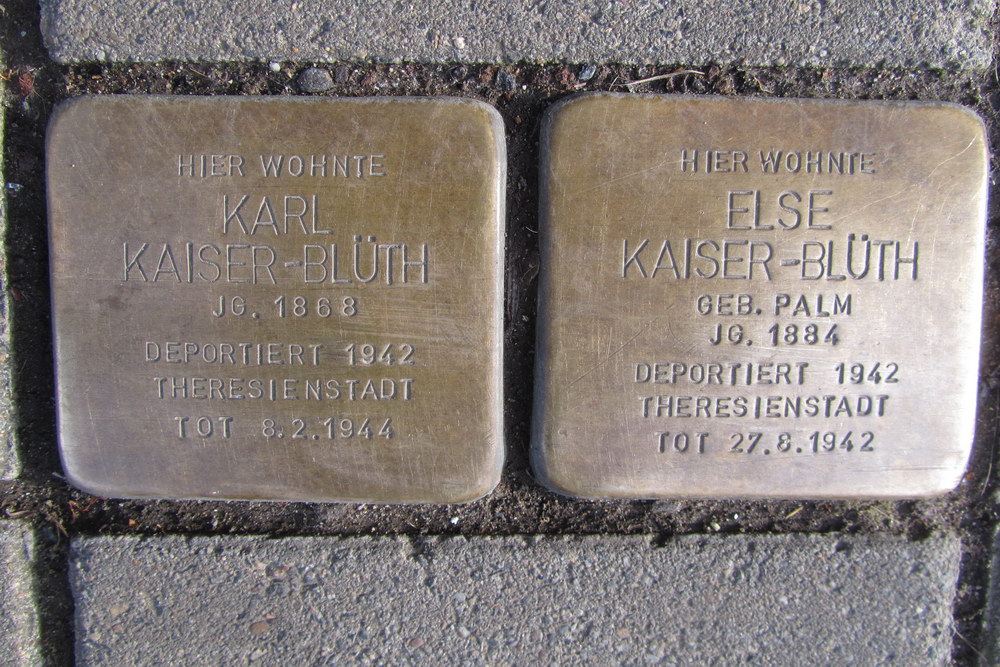 HIER WOHNTE
KARL
KAISER-BLÜTH
JG. 1868
DEPORTIERT 1942
THERESIENSTADT
TOT 8.2.1944
HIER WOHNTE
ELSE
KAISER-BLÜTH
GEB. PALM
JG. 1884
DEPORTIERT 1942
THERESIENSTADT
TOT 27.8.1942